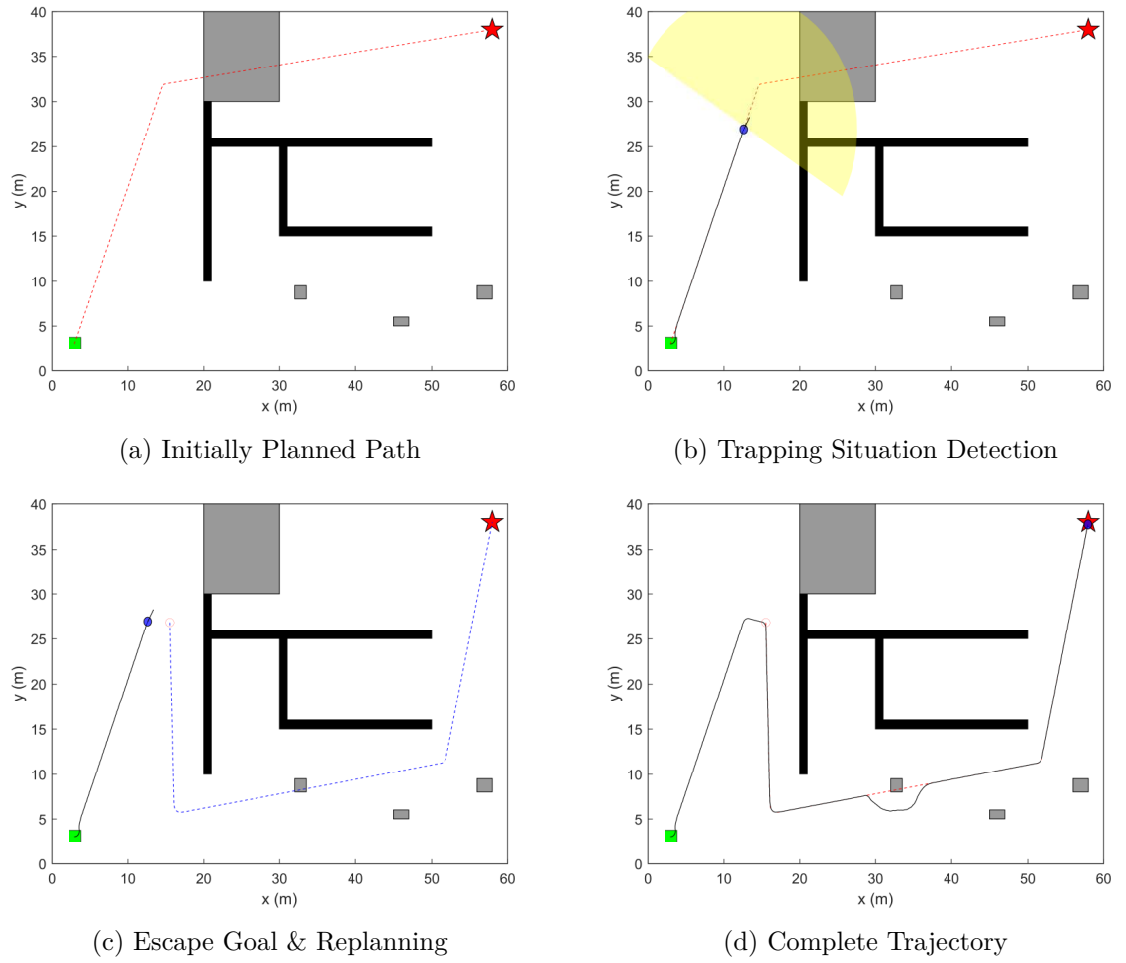 40
35
30
25
20
15
10
5
0
y (m)
0 10 20 30 40 50 60
x (m)
(a) Initially Planned Path
40
35
30
25
20
15
10
5
0
y (m)
0 10 20 30 40 50 60
x (m)
(b) Trapping Situation Detection
40
35
30
25
20
15
10
5
0
y (m)
0 10 20 30 40 50 60
x (m)
(c) Escape Goal & Replanning
40
35
30
25
20
15
10
5
0
y (m)
0 10 20 30 40 50 60
x (m)
(d) Complete Trajectory